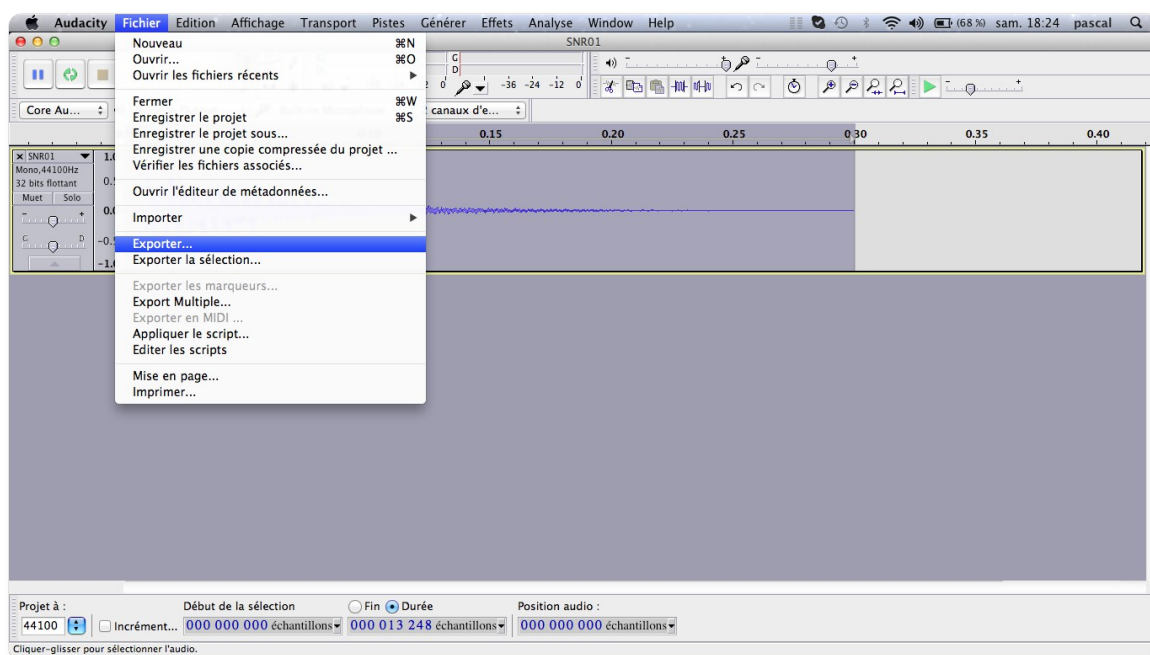 Audacity Fichier Edition Affichage Transport Pistes Générer Effets Analyse Window Help (68 %) sam. 18:24 pascal
SNR01
Nouveau ⌘N
Ouvrir... ⌘O
Ouvrir les fichiers récents
Fermer ⌘W
Enregistrer le projet ⌘S
Enregistrer le projet sous...
Enregistrer une copie compressée du projet ...
Vérifier les fichiers associés...
Ouvrir l'éditeur de métadonnées...
Importer
Exporter...
Exporter la sélection...
Exporter les marqueurs...
Export Multiple...
Exporter en MIDI ...
Appliquer le script...
Editer les scripts
Mise en page...
Imprimer...
G
D
0 -36 -24 -12 0
Core Au... canaux d'e...
0.15 0.20 0.25 0.30 0.35 0.40
SNR01 1.0
Mono,44100Hz
32 bits flottant
Muet Solo
- +
G D
-1.0
Projet à : Début de la sélection Fin Durée Position audio :
44100 Incrément... 000 000 000 échantillons 000 013 248 échantillons 000 000 000 échantillons
Cliquer-glisser pour sélectionner l'audio.